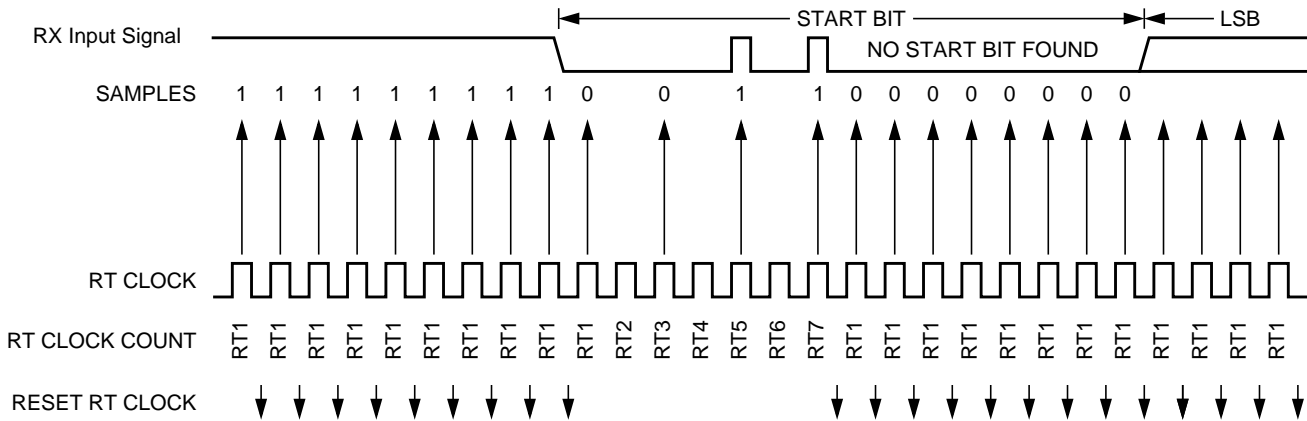 START BIT
LSB
RX Input Signal
NO START BIT FOUND
SAMPLES 1 1 1 1 1 1 1 1 1 0 0 1 1 0 0 0 0 0 0 0 0
RT CLOCK
RT CLOCK COUNT RT1 RT1 RT1 RT1 RT1 RT1 RT1 RT1 RT1 RT1 RT2 RT3 RT4 RT5 RT6 RT7 RT1 RT1 RT1 RT1 RT1 RT1 RT1 RT1 RT1 RT1 RT1 RT1
RESET RT CLOCK